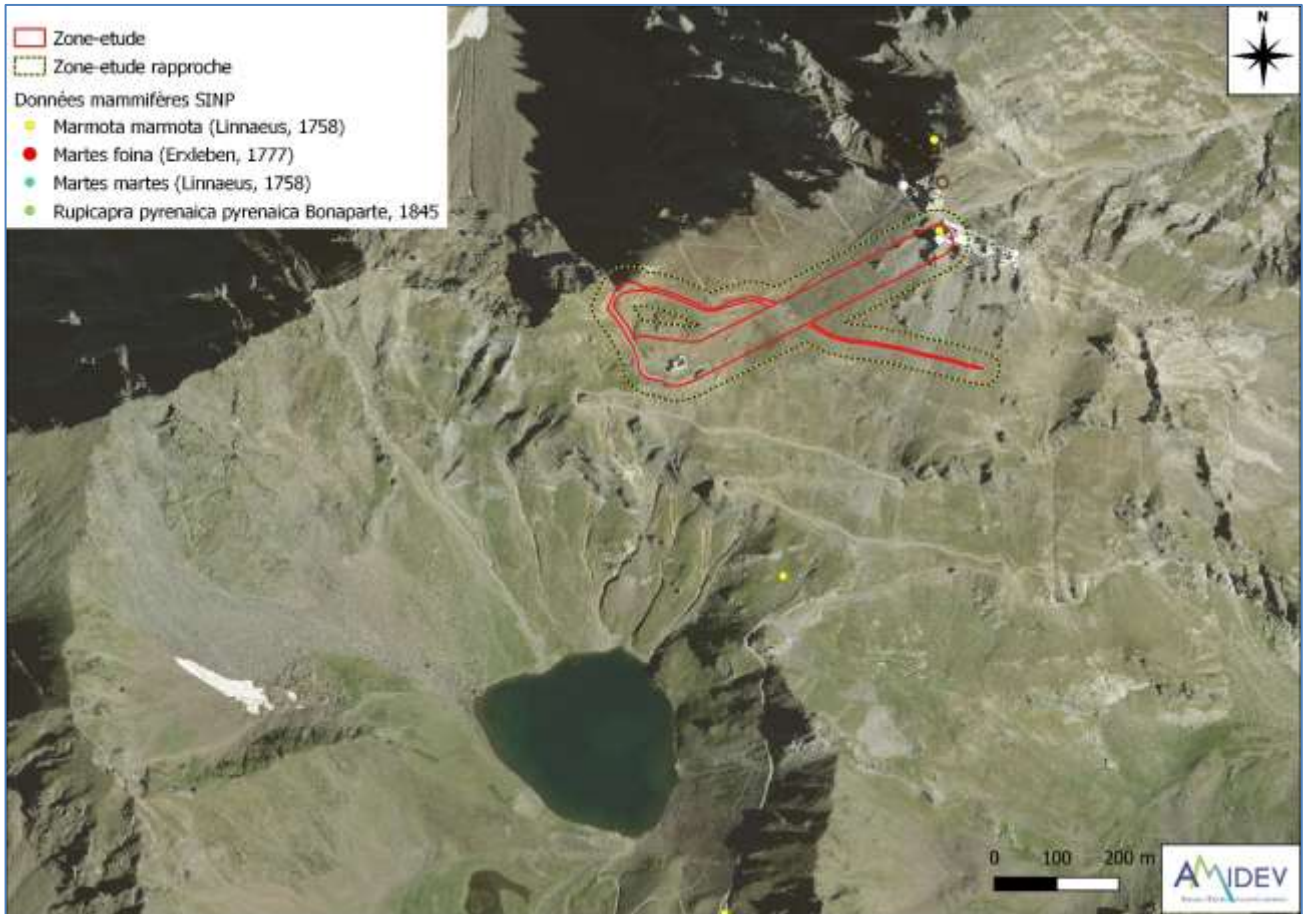 Zone-etude
Zone-etude rapproche
Données mammifères SINP
Marmota marmota (Linnaeus, 1758)
Martes foina (Erxleben, 1777)
Martes martes (Linnaeus, 1758)
Rupicapra pyrenaica pyrenaica Bonaparte, 1845
N
0 100 200 m
AMIDEV